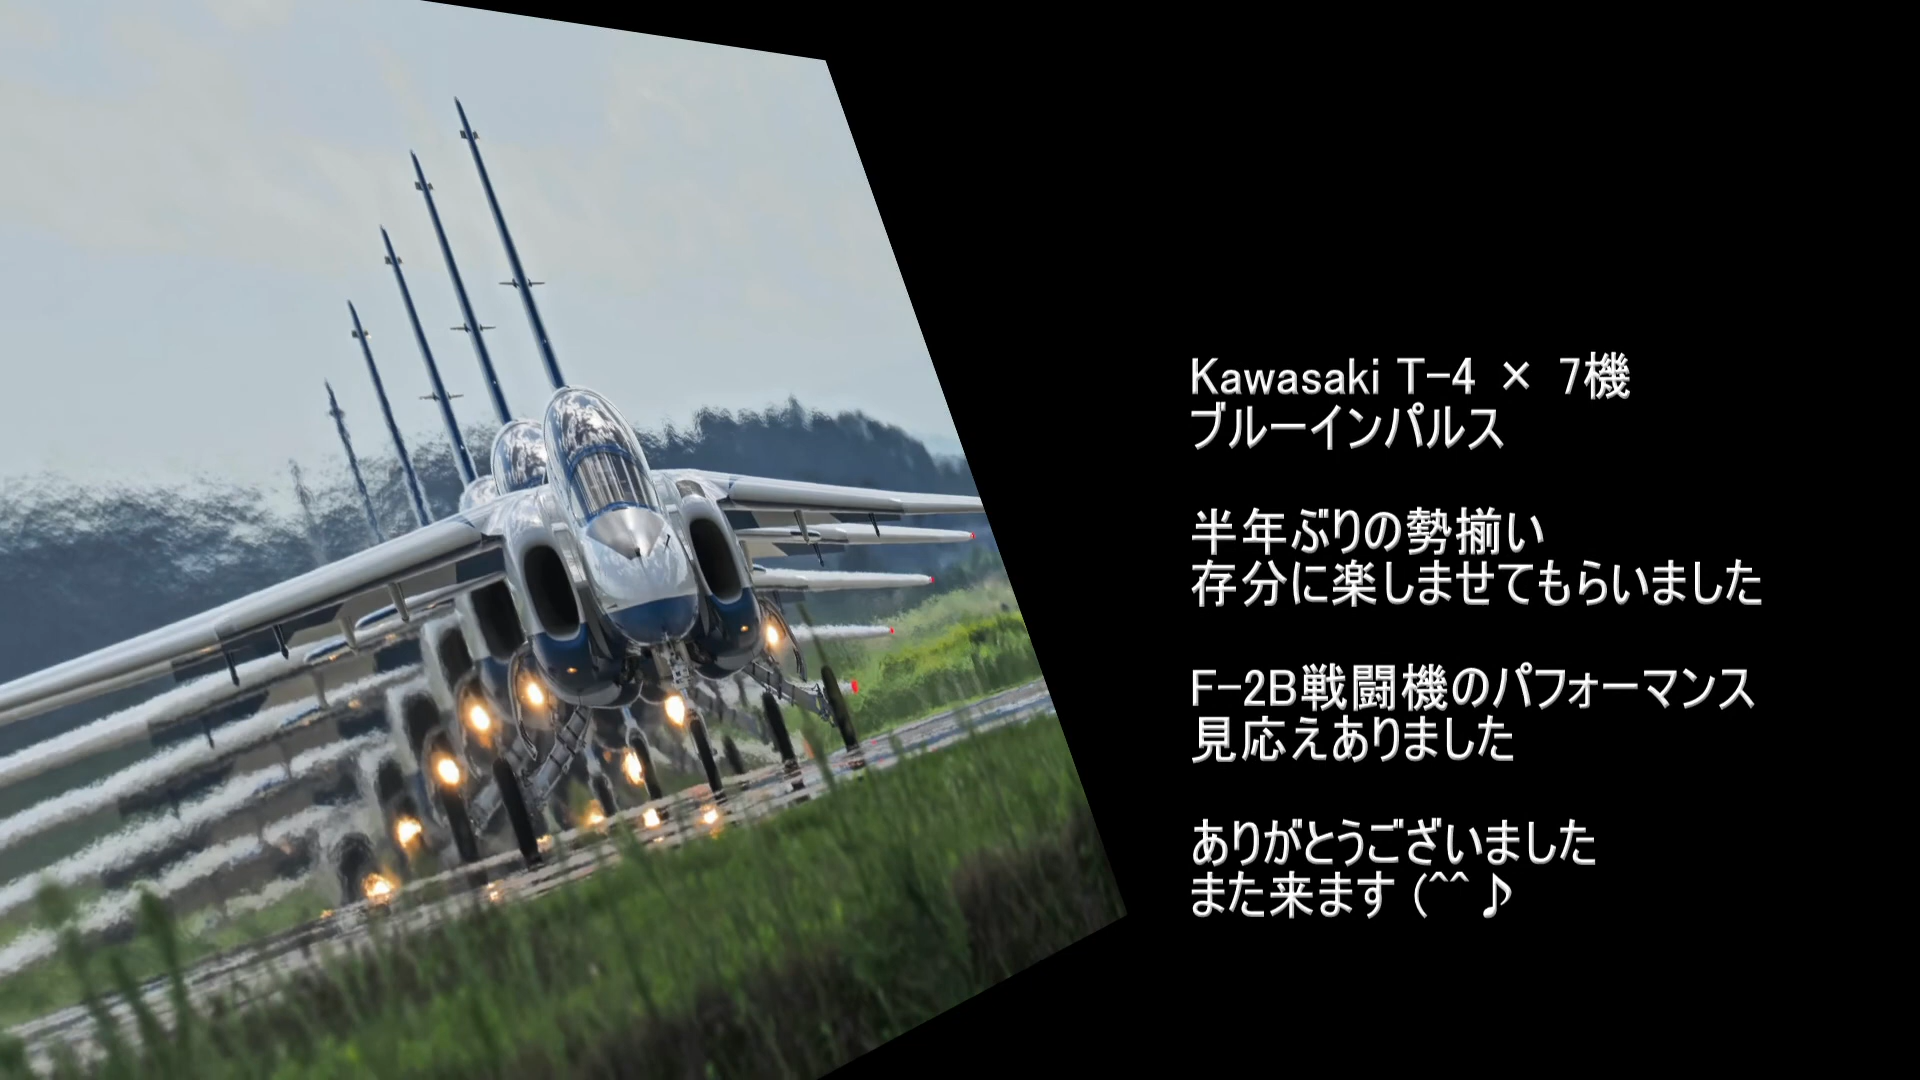 Kawasaki T-4 × 7機
ブルーインパルス
半年ぶりの勢揃い
存分に楽しませてもらいました
F-2B戦闘機のパフォーマンス
見応えありました
ありがとうございました
また来ます (^^♪